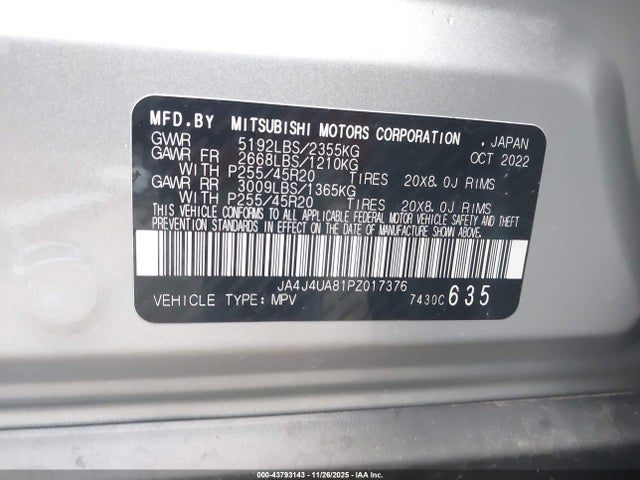 MFD.BY MITSUBISHI MOTORS CORPORATION , JAPAN
GVWR 5192LBS/2355KG OCT 2022
GAWR FR 2668LBS/1210KG
WITH P255/45R20 TIRES 20X8.0J RIMS
GAWR RR 3009LBS/1365KG
WITH P255/45R20 TIRES 20X8.0J RIMS
THIS VEHICLE CONFORMS TO ALL APPLICABLE FEDERAL MOTOR VEHICLE SAFETY AND THEFT
PREVENTION STANDARDS IN EFFECT ON THE DATE OF MANUFACTURE SHOWN ABOVE.
JA4J4UA81PZ017376
VEHICLE TYPE:MPV 7430C 635
000-43793143 - 11/26/2025 - IAA Inc.